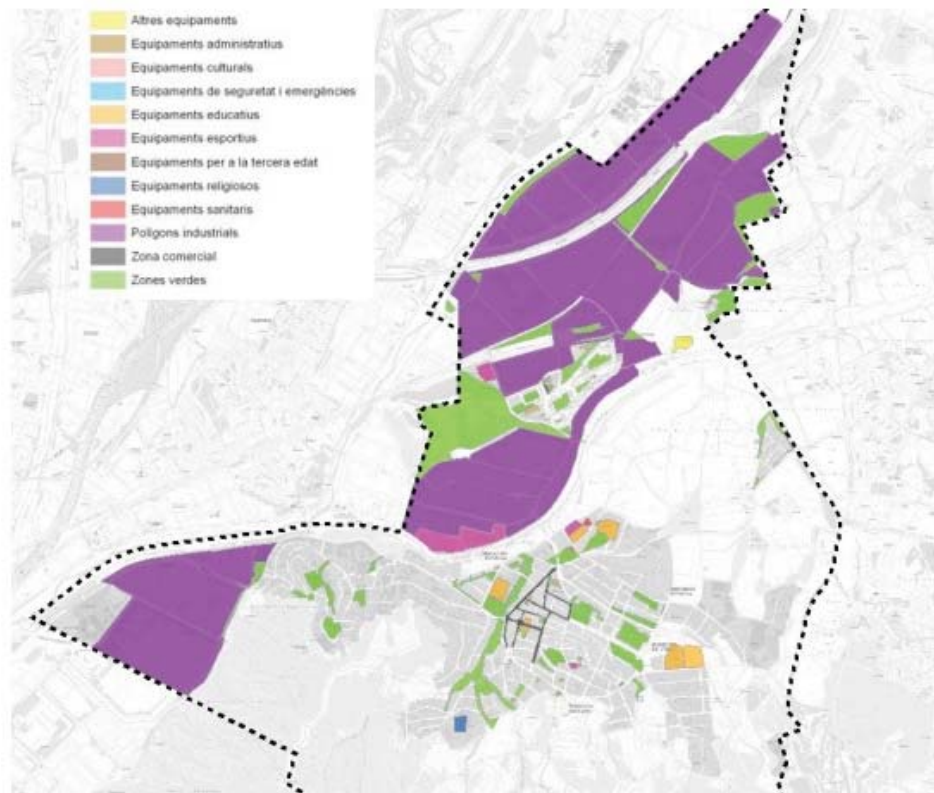 Altres equipaments
Equipaments administratius
Equipaments culturals
Equipaments de seguretat i emergències
Equipaments educatius
Equipaments esportius
Equipaments per a la tercera edat
Equipaments religiosos
Equipaments sanitaris
Polígons industrials
Zona comercial
Zones verdes